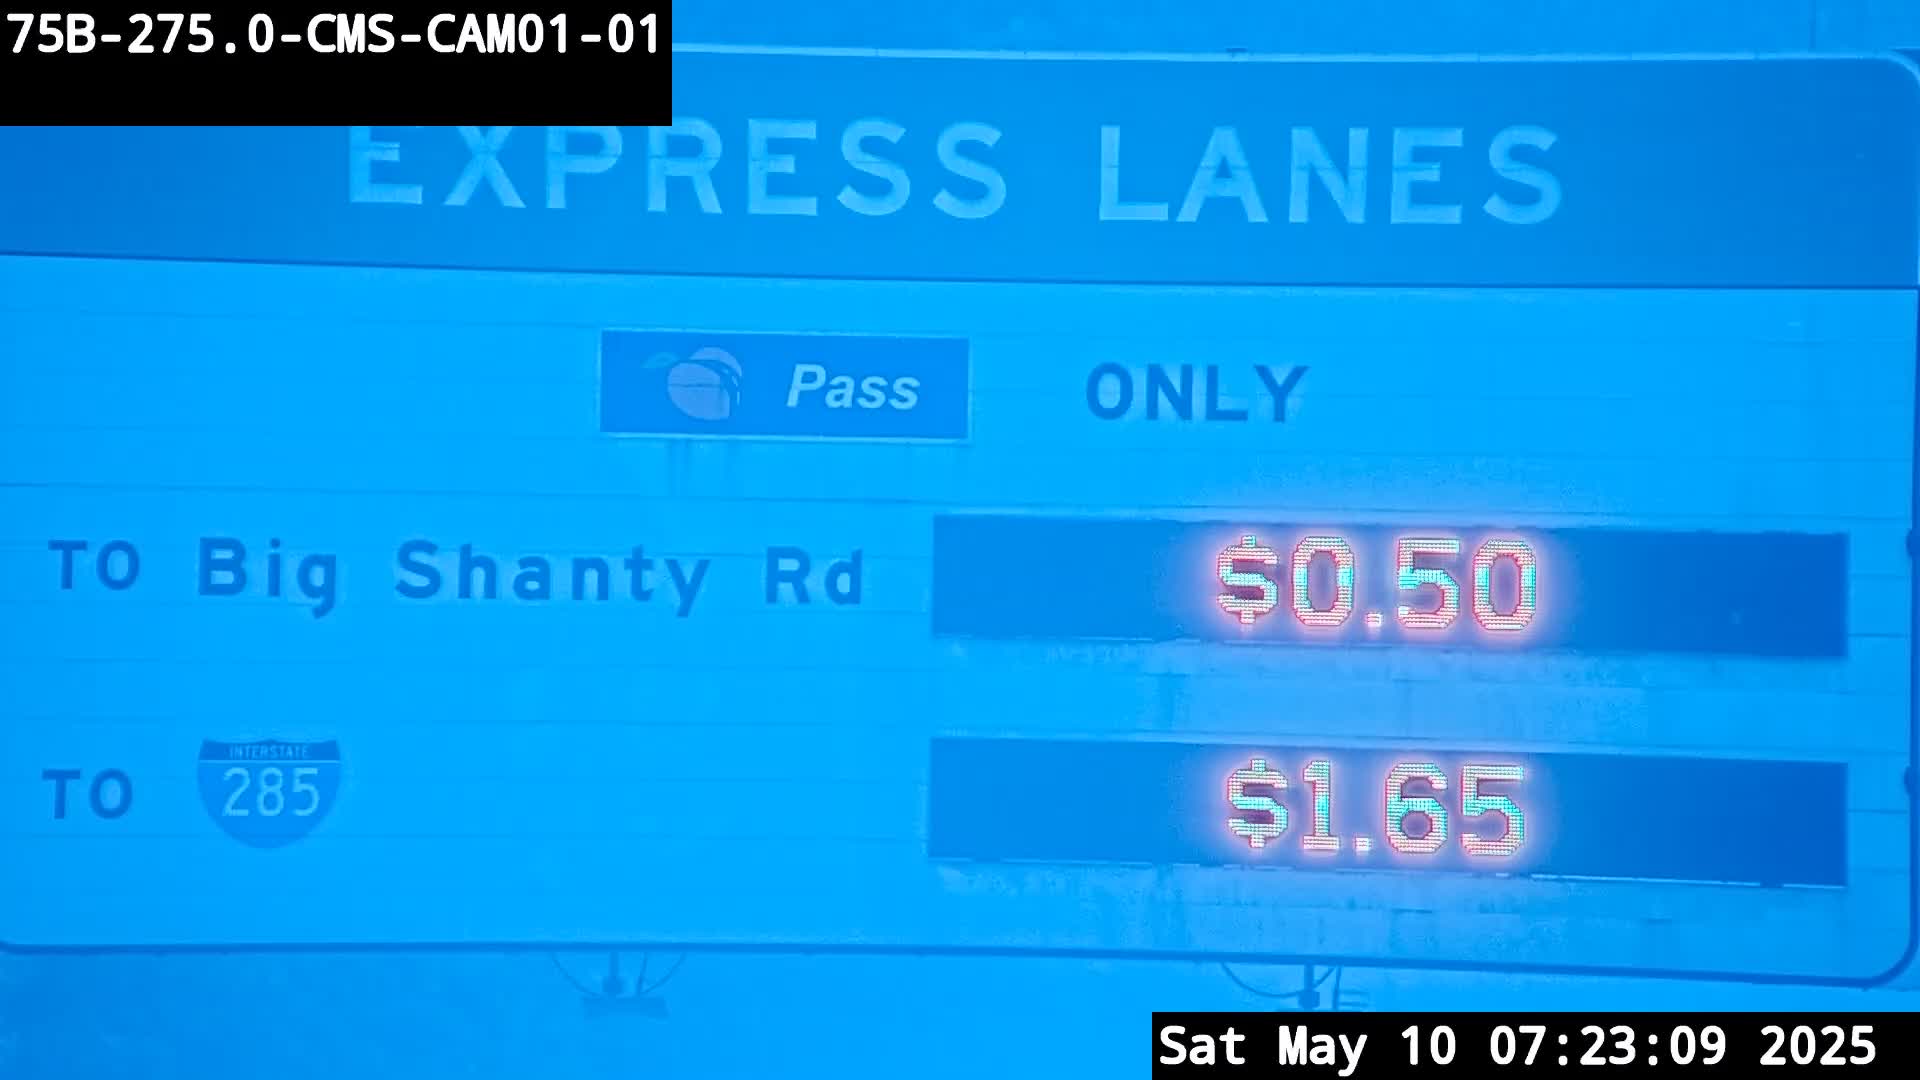 75B-275.0-CMS-CAM01-01
EXPRESS LANES
Pass ONLY
TO Big Shanty Rd $0.50
TO INTERSTATE 285 $1.65
Sat May 10 07:23:09 2025